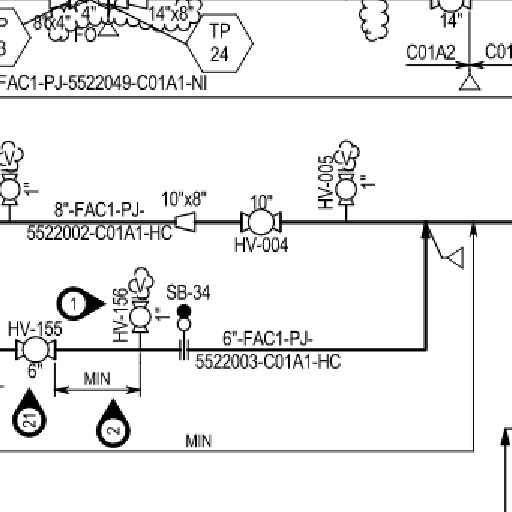 P
3
8"x4"
4"
FO
14"x8"
TP
24
14"
C01A2
C01
FAC1-PJ-5522049-C01A1-NI
V
1"
8"-FAC1-PJ-
5522002-C01A1-HC
10"x8"
10"
HV-004
HV-005
V
1"
1
HV-156
V
1"
SB-34
HV-155
6"
6"-FAC1-PJ-
5522003-C01A1-HC
MIN
21
2
MIN